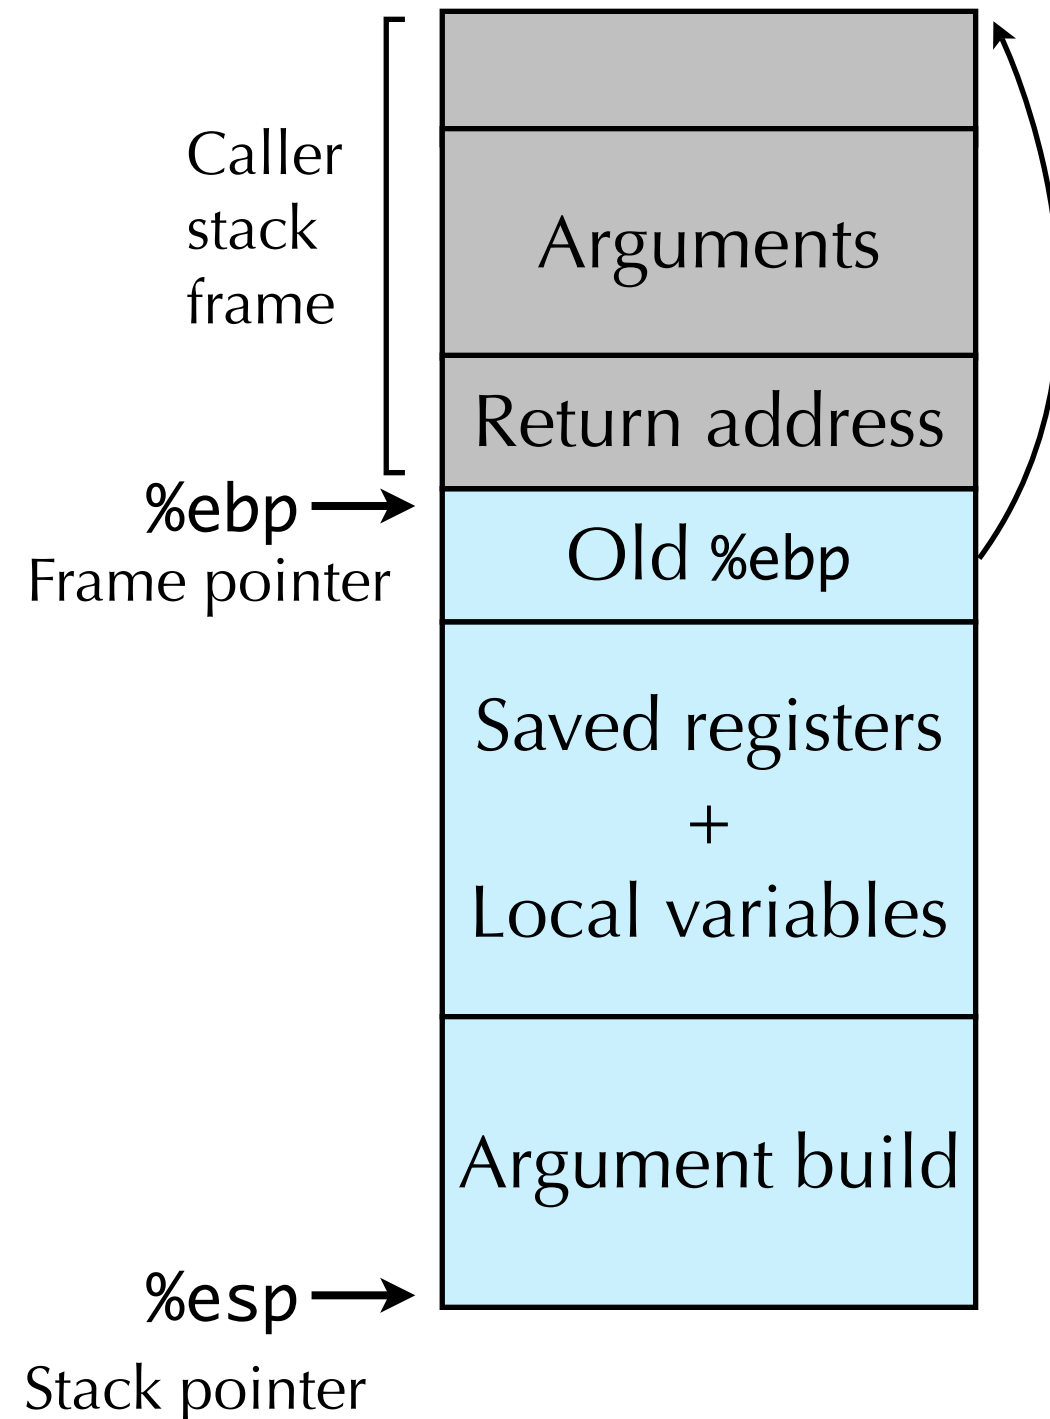 Caller
stack
frame
Arguments
Return address
%ebp
Frame pointer
Old %ebp
Saved registers
+
Local variables
Argument build
%esp
Stack pointer